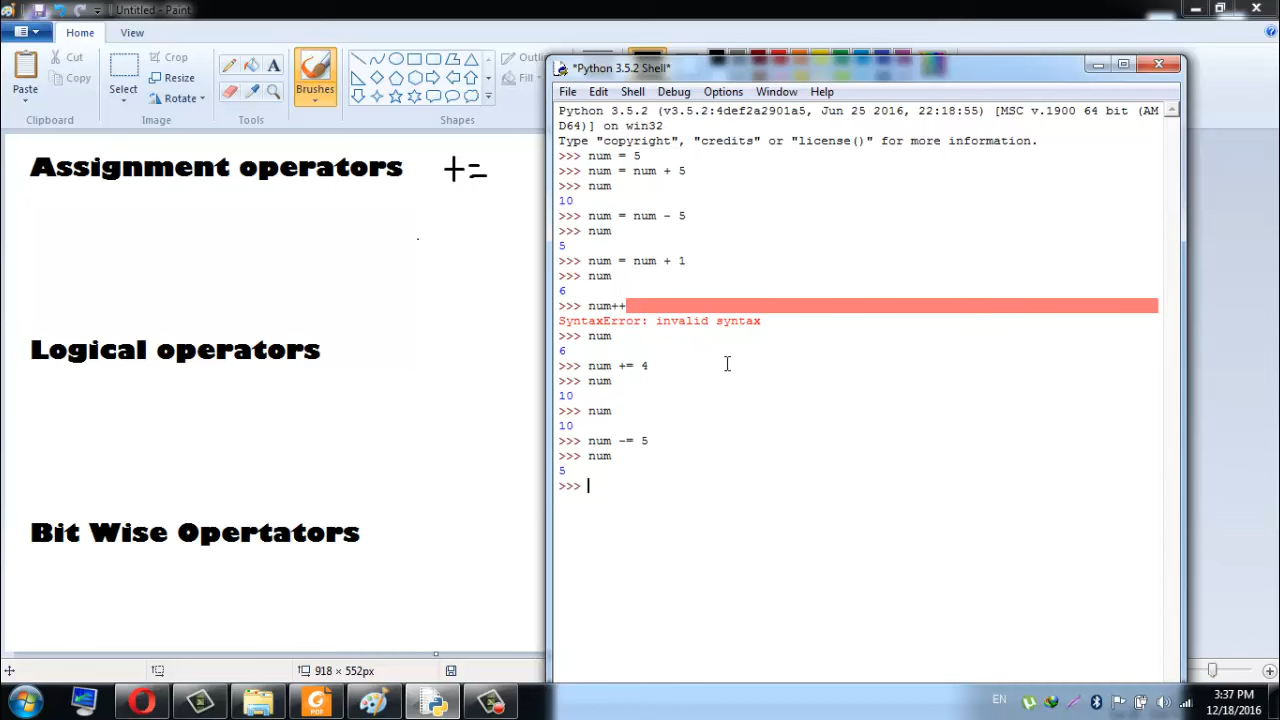 Untitled - Paint
Home
View
Paste
Cut
Copy
Clipboard
Select
Crop
Resize
Rotate
Image
A
Tools
Brushes
Outline
Fill
Shapes
Assignment operators +=
Logical operators
Bit Wise Opertators
918 × 552px
*Python 3.5.2 Shell*
File Edit Shell Debug Options Window Help
Python 3.5.2 (v3.5.2:4def2a2901a5, Jun 25 2016, 22:18:55) [MSC v.1900 64 bit (AM
D64)] on win32
Type "copyright", "credits" or "license()" for more information.
>>> num = 5
>>> num = num + 5
>>> num
10
>>> num = num - 5
>>> num
5
>>> num = num + 1
>>> num
6
>>> num++
SyntaxError: invalid syntax
>>> num
6
>>> num += 4
>>> num
10
>>> num
10
>>> num -= 5
>>> num
5
>>>
PDF
EN
3:37 PM
12/18/2016